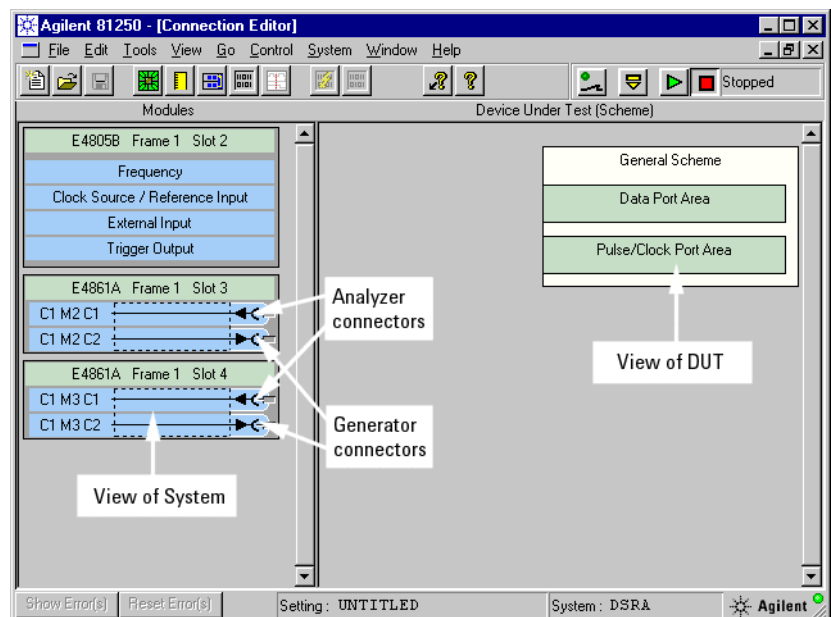 Agilent 81250 - [Connection Editor]
File Edit Tools View Go Control System Window Help
Stopped
Modules
Device Under Test (Scheme)
E4805B Frame 1 Slot 2
Frequency
Clock Source / Reference Input
External Input
Trigger Output
E4861A Frame 1 Slot 3
C1 M2 C1
C1 M2 C2
E4861A Frame 1 Slot 4
C1 M3 C1
C1 M3 C2
View of System
Analyzer
connectors
Generator
connectors
General Scheme
Data Port Area
Pulse/Clock Port Area
View of DUT
Show Error(s) Reset Error(s) Setting: UNTITLED System: DSRA Agilent